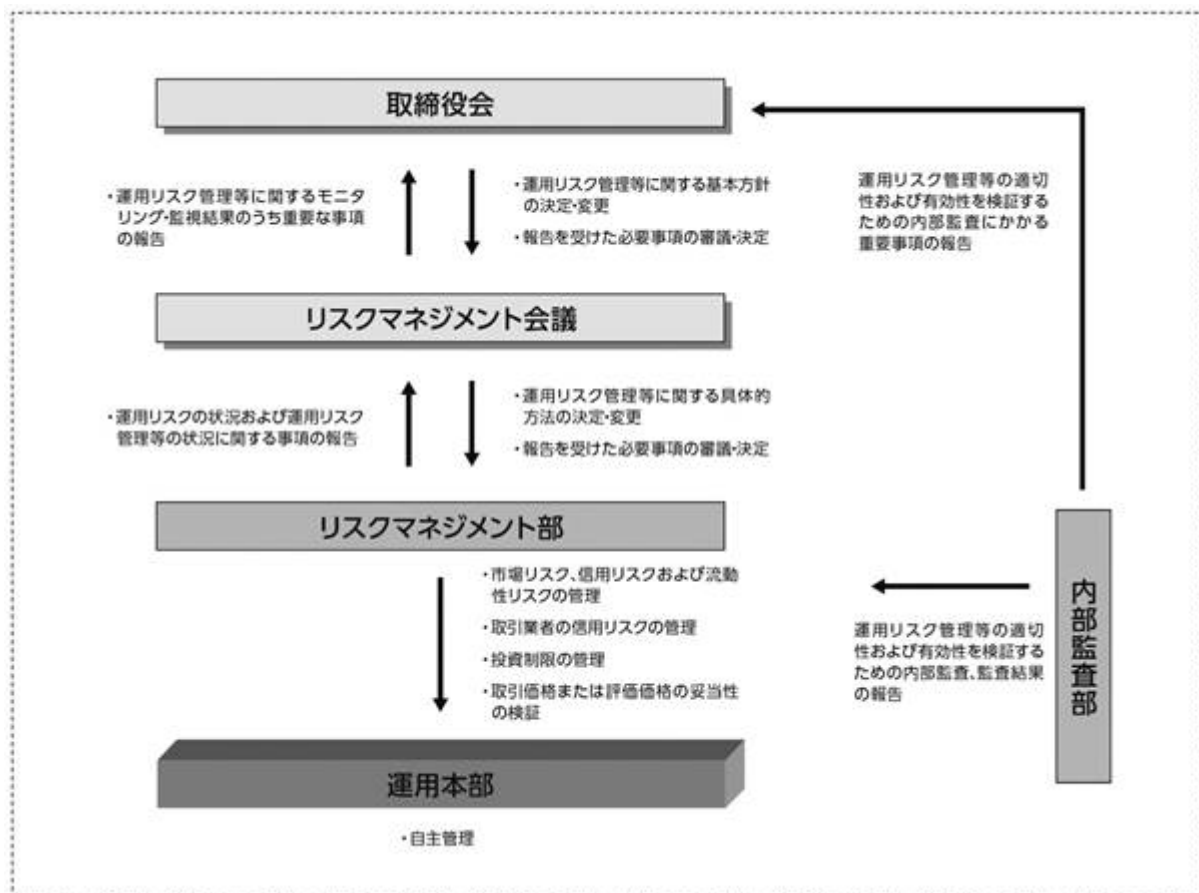 取締役会
・運用リスク管理等に関するモニタ
リング・監視結果のうち重要な事項
の報告
・運用リスク管理等に関する基本方針
の決定・変更
・報告を受けた必要事項の審議・決定
運用リスク管理等の適切
性および有効性を検証する
ための内部監査にかかる
重要事項の報告
リスクマネジメント会議
・運用リスクの状況および運用リスク
管理等の状況に関する事項の報告
・運用リスク管理等に関する具体的
方法の決定・変更
・報告を受けた必要事項の審議・決定
リスクマネジメント部
・市場リスク、信用リスクおよび流動
性リスクの管理
・取引業者の信用リスクの管理
・投資制限の管理
・取引価格または評価価格の妥当性
の検証
運用リスク管理等の適切
性および有効性を検証する
ための内部監査、監査結果
の報告
内部監査部
運用本部
・自主管理